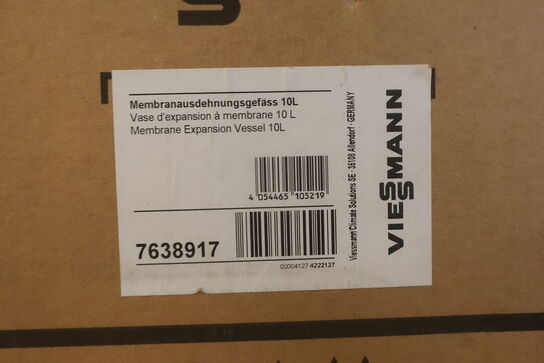 Membranausdehnungsgefäss 10L
Vase d'expansion à membrane 10 L
Membrane Expansion Vessel 10L
4 054465 105219
7638917
00004127 4222127
Viessmann Climate Solutions SE · 35108 Allendorf · GERMANY
VIESSMANN